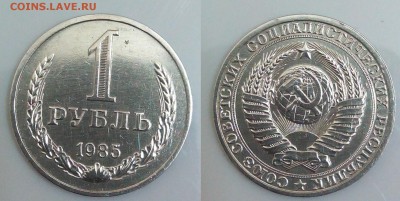 COINS.LAVE.RU
1
РУБЛЬ
1985
СОЮЗ СОВЕТСКИХ СОЦИАЛИСТИЧЕСКИХ РЕСПУБЛИК